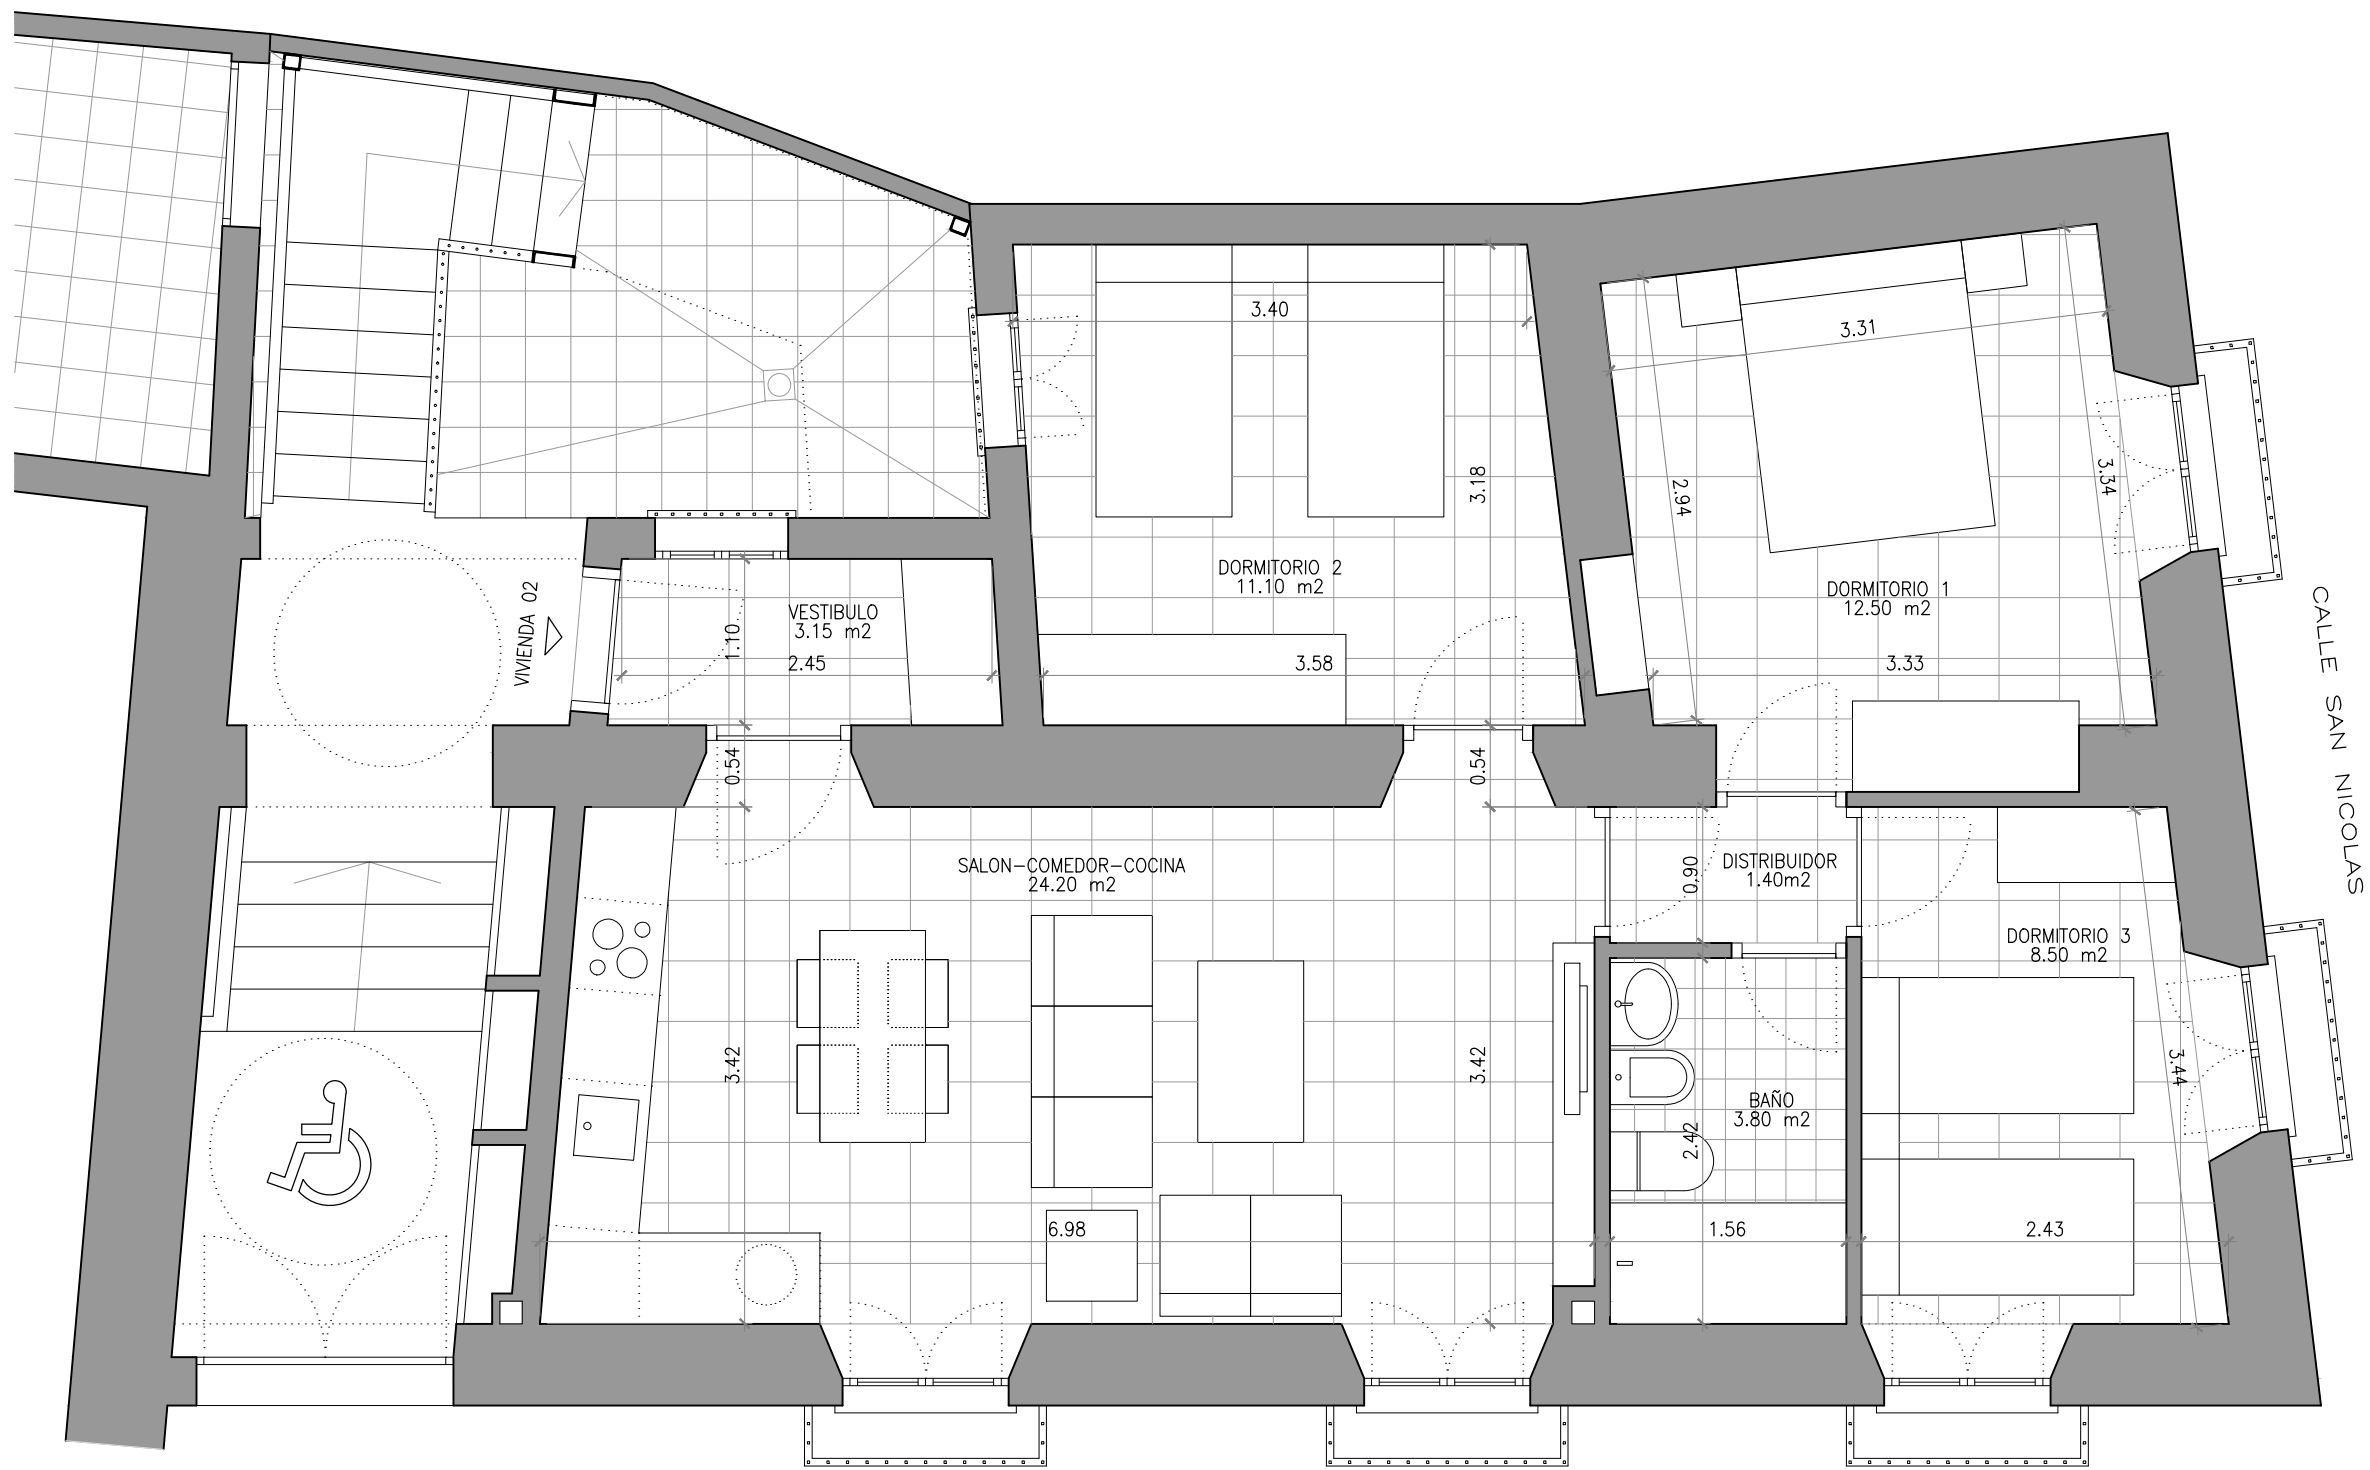 3.40
3.31
3.18
2.94
3.34
DORMITORIO 2
11.10 m2
DORMITORIO 1
12.50 m2
VIVIENDA 02
VESTIBULO
3.15 m2
1.10
2.45
3.58
3.33
CALLE SAN NICOLAS
0.54
0.54
SALON-COMEDOR-COCINA
24.20 m2
0.90
DISTRIBUIDOR
1.40m2
DORMITORIO 3
8.50 m2
3.42
3.42
3.44
BAÑO
3.80 m2
2.42
6.98
1.56
2.43